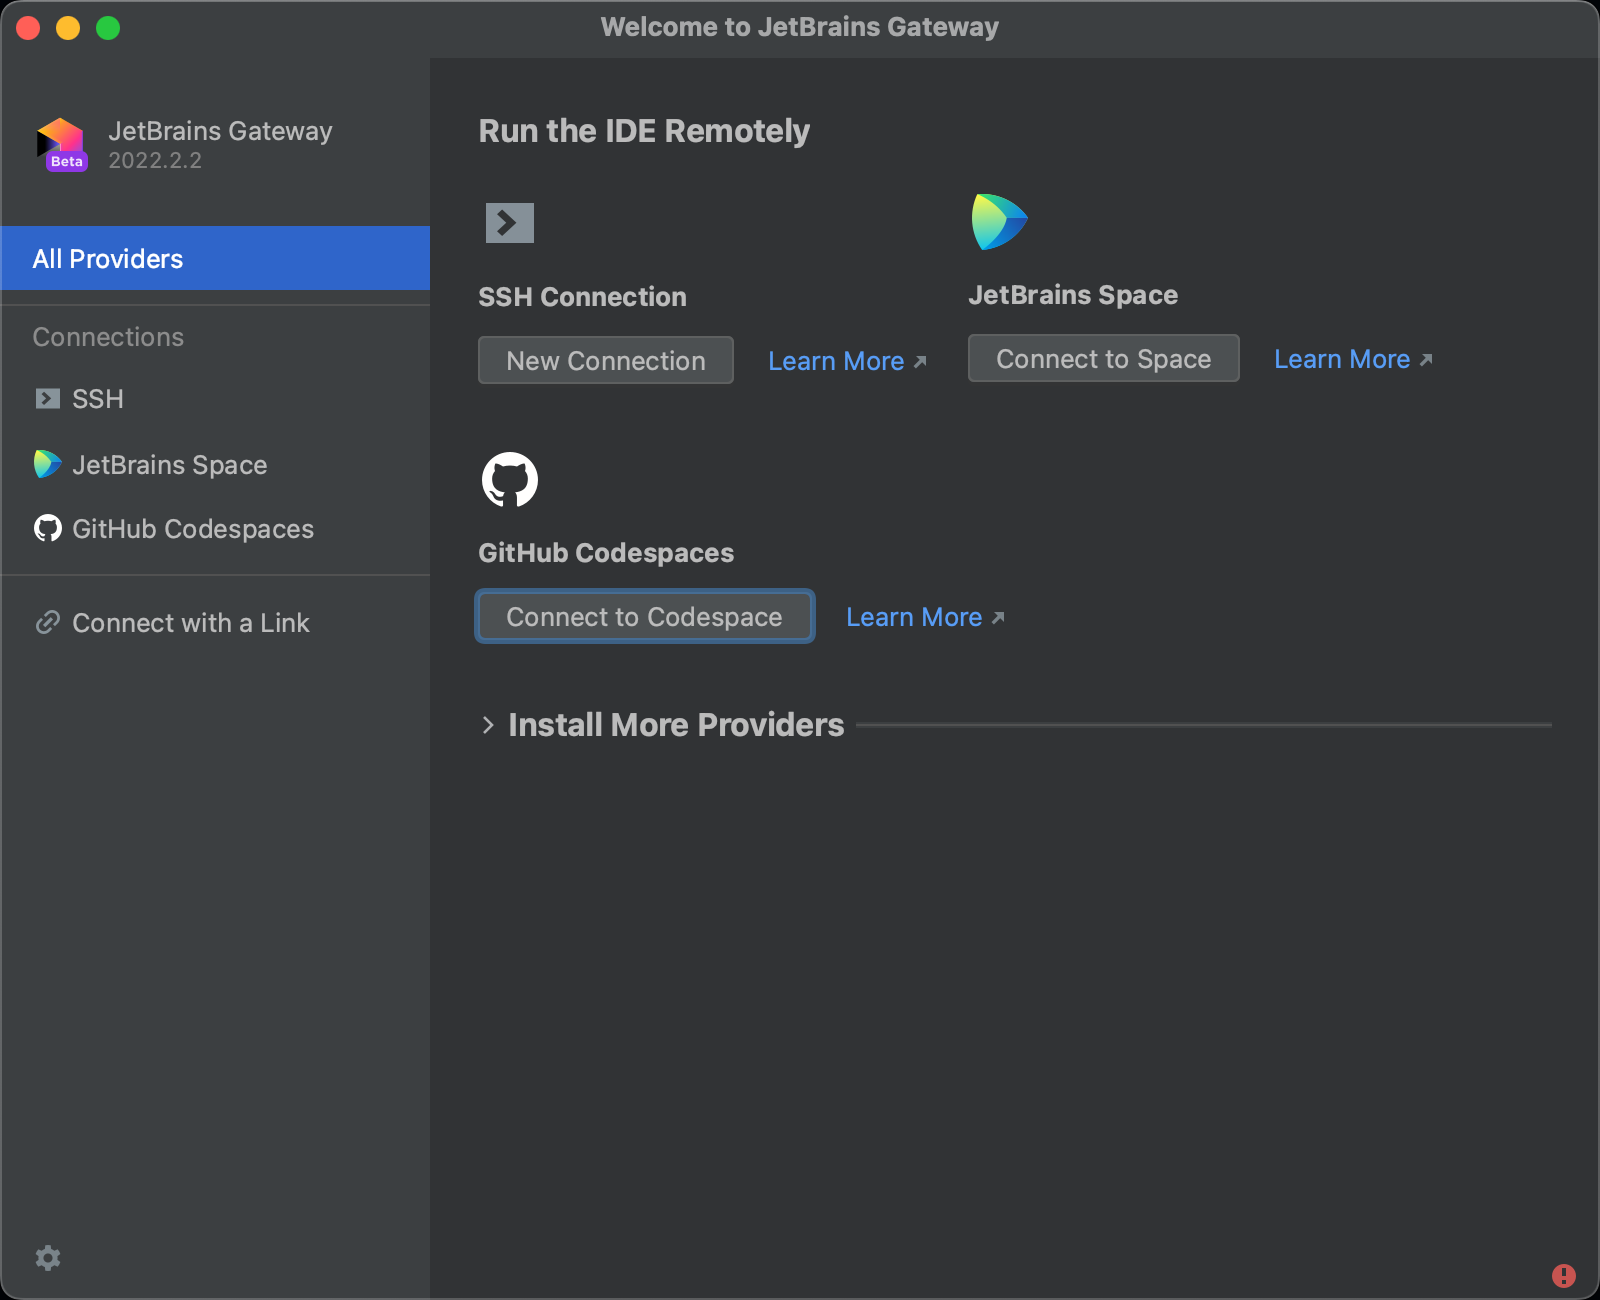 Welcome to JetBrains Gateway
JetBrains Gateway
2022.2.2
Beta
All Providers
Connections
SSH
JetBrains Space
GitHub Codespaces
Connect with a Link
Run the IDE Remotely
SSH Connection
New Connection Learn More
JetBrains Space
Connect to Space Learn More
GitHub Codespaces
Connect to Codespace Learn More
Install More Providers